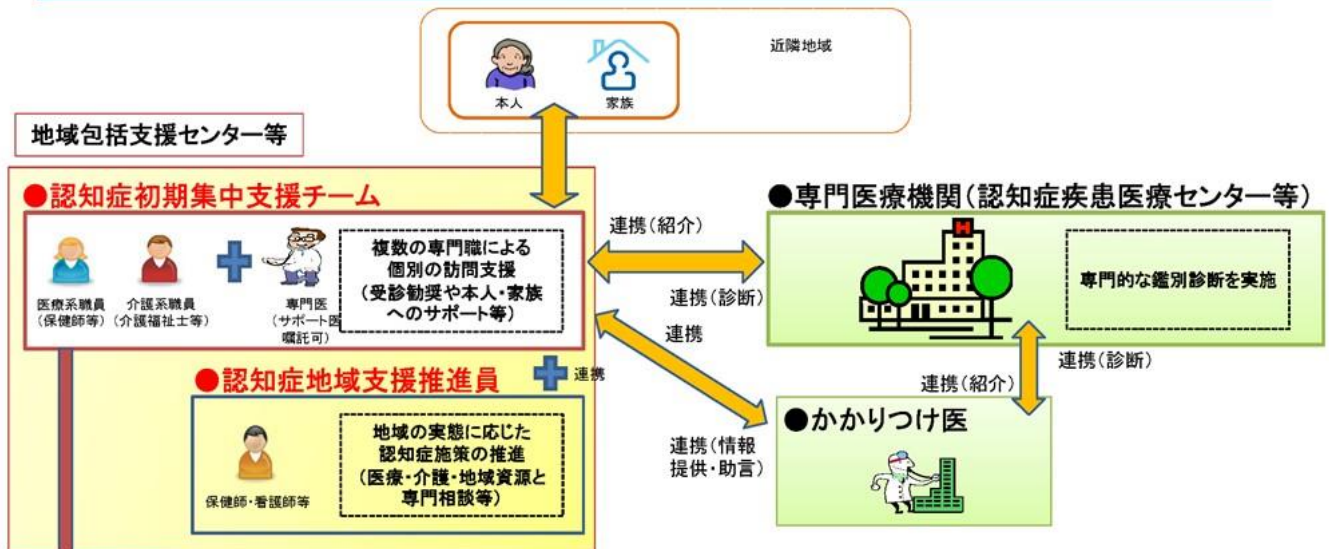 近隣地域
本人
家族
地域包括支援センター等
●認知症初期集中支援チーム
医療系職員
(保健師等)
介護系職員
(介護福祉士等)
専門医
(サポート医
嘱託可)
複数の専門職による
個別の訪問支援
(受診勧奨や本人・家族
へのサポート等)
連携(紹介)
連携(診断)
●専門医療機関(認知症疾患医療センター等)
H
専門的な鑑別診断を実施
連携
連携(診断)
連携(紹介)
●認知症地域支援推進員
連携
保健師・看護師等
地域の実態に応じた
認知症施策の推進
(医療・介護・地域資源と
専門相談等)
連携(情報
提供・助言)
●かかりつけ医